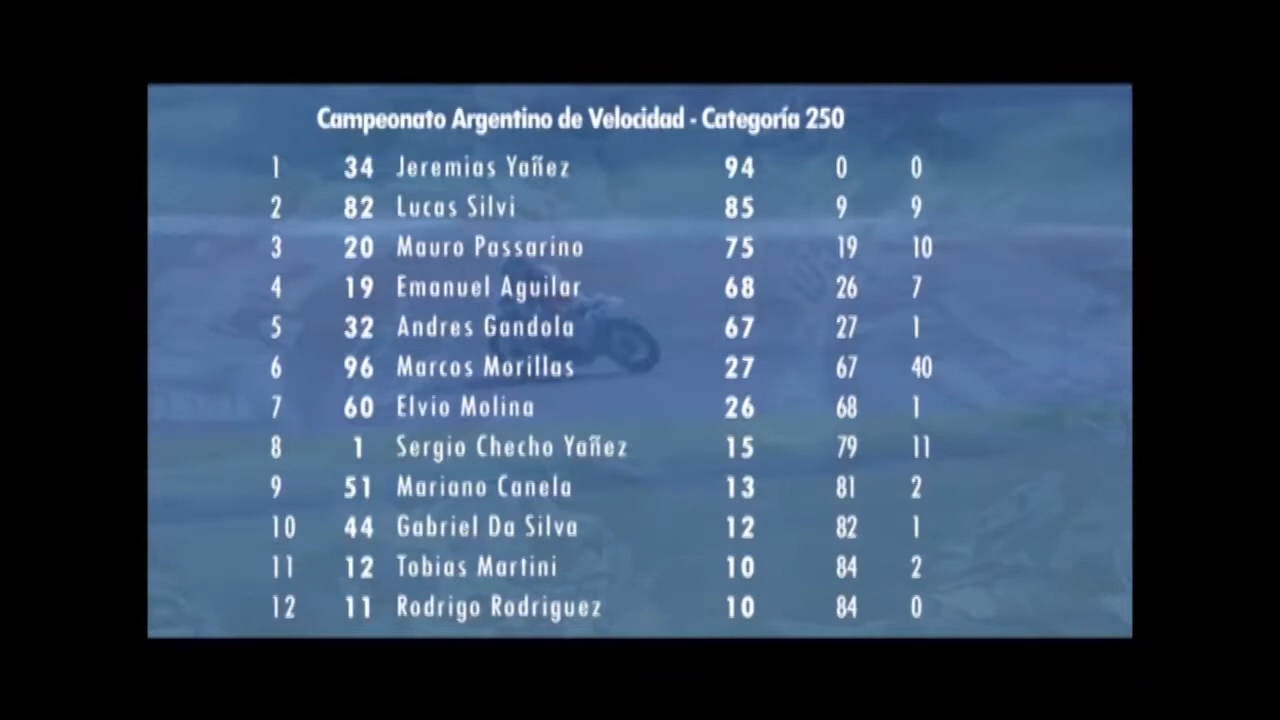 Campeonato Argentino de Velocidad - Categoría 250
1 34 Jeremias Yañez 94 0 0
2 82 Lucas Silvi 85 9 9
3 20 Mauro Passarino 75 19 10
4 19 Emanuel Aguilar 68 26 7
5 32 Andres Gandola 67 27 1
6 96 Marcos Morillas 27 67 40
7 60 Elvio Molina 26 68 1
8 1 Sergio Checho Yañez 15 79 11
9 51 Mariano Canela 13 81 2
10 44 Gabriel Da Silva 12 82 1
11 12 Tobias Martini 10 84 2
12 11 Rodrigo Rodriguez 10 84 0